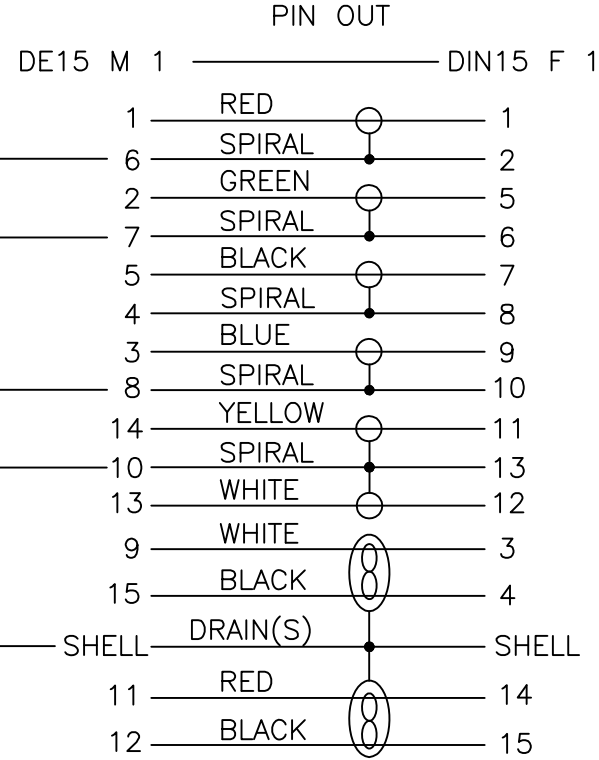 PIN OUT
DE15 M 1 DIN15 F 1
1 RED 1
6 SPIRAL 2
2 GREEN 5
7 SPIRAL 6
5 BLACK 7
4 SPIRAL 8
3 BLUE 9
8 SPIRAL 10
14 YELLOW 11
10 SPIRAL 13
13 WHITE 12
9 WHITE 3
15 BLACK 4
SHELL DRAIN(S) SHELL
11 RED 14
12 BLACK 15